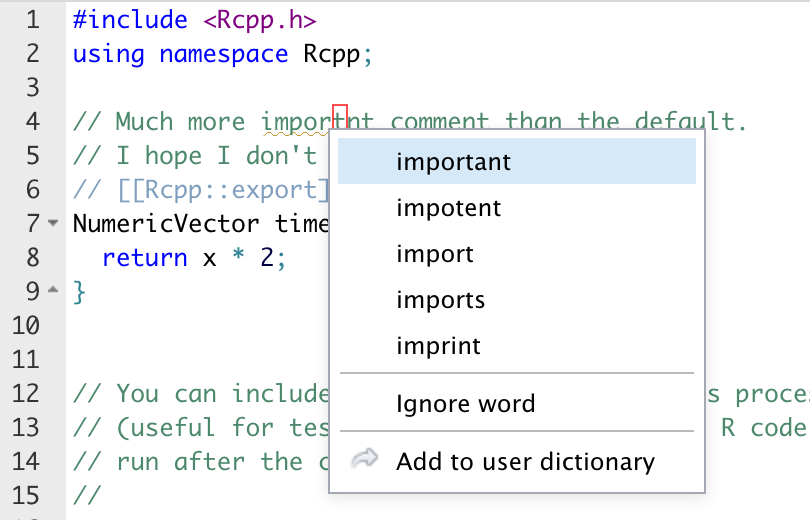 1 #include <Rcpp.h>
2 using namespace Rcpp;
3
4 // Much more importnt comment than the default.
5 // I hope I don't
6 // [[Rcpp::export]
7 NumericVector time
8 return x * 2;
9 }
10
11
12 // You can include s proces
13 // (useful for tes R code
14 // run after the c
15 //
important
impotent
import
imports
imprint
Ignore word
Add to user dictionary